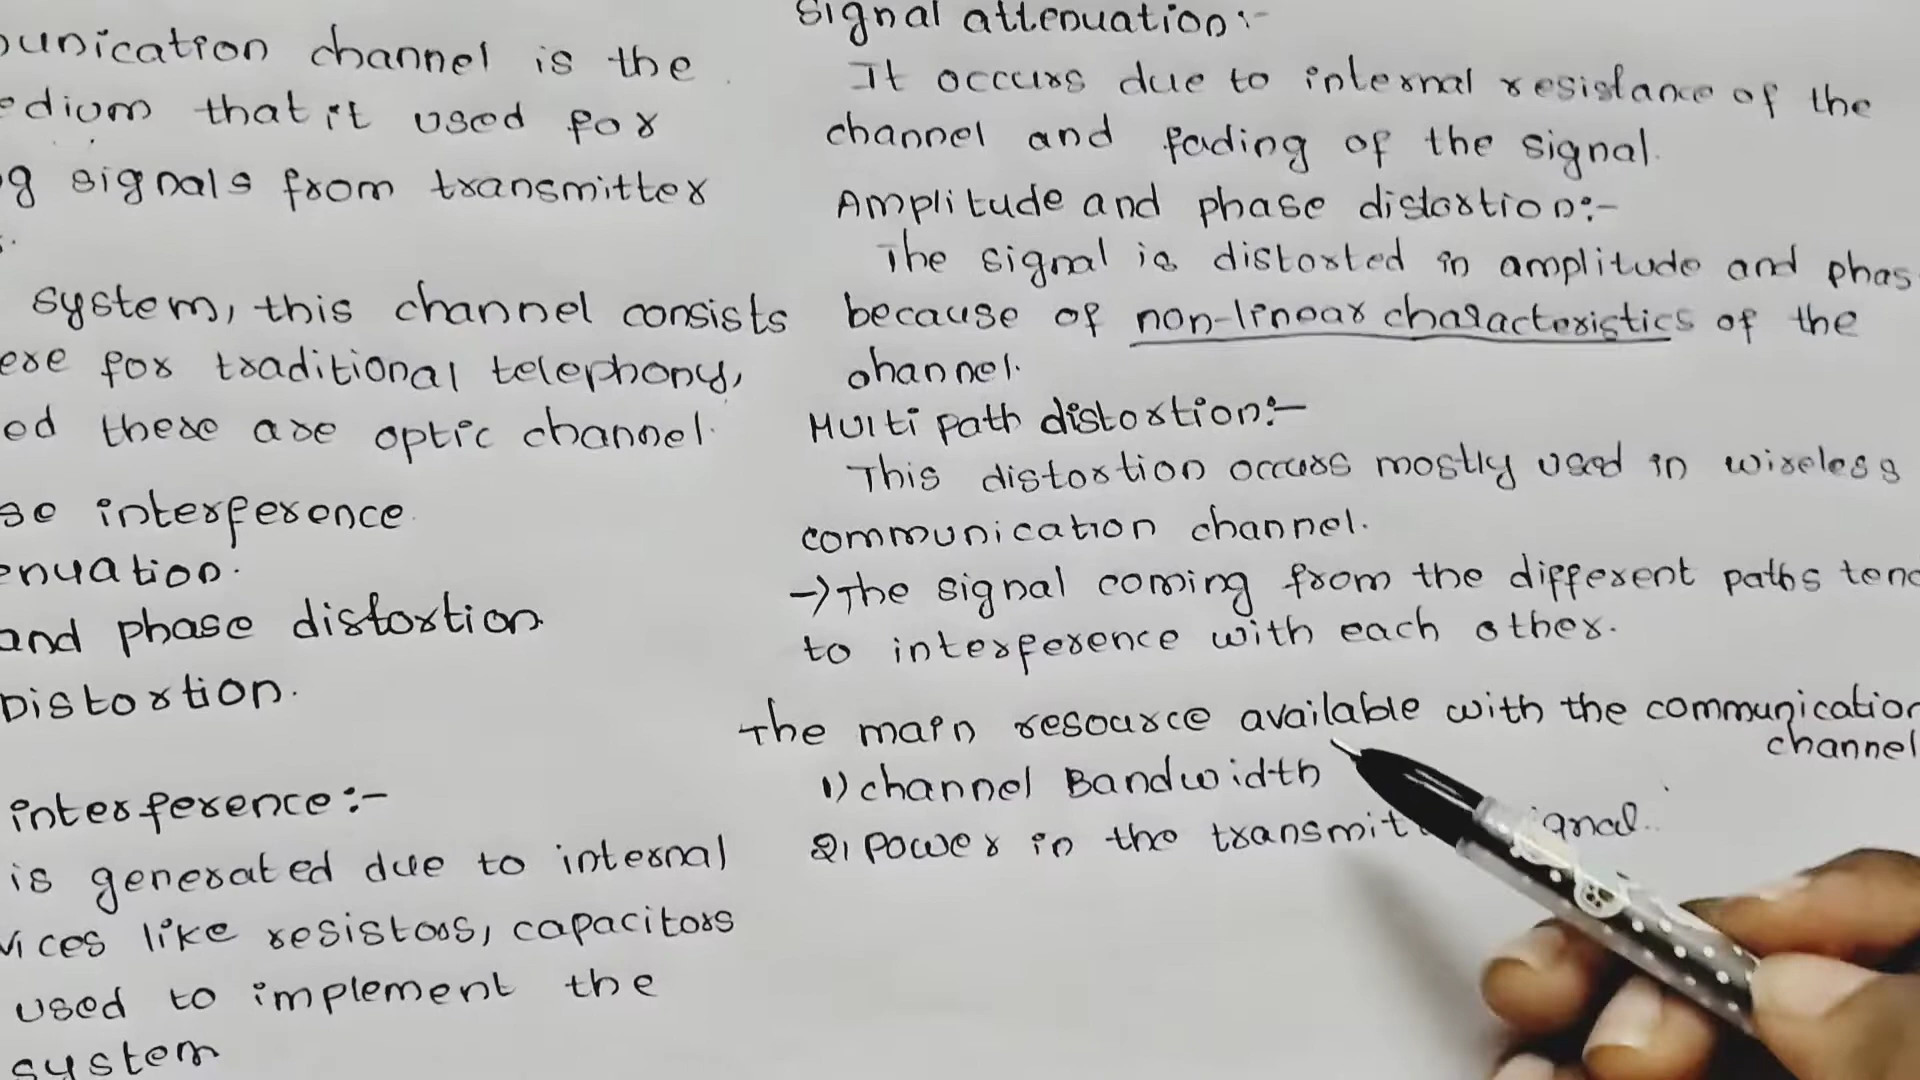 unication channel is the
edium that it used for
g signals from transmitter
system, this channel consists
ere for traditional telephony,
ed there are optic channel.
se interference
enuation.
and phase distortion.
Distortion.
interference:-
is generated due to internal
vices like resistoos, capacitors
used to implement the
system
Signal attenuation:-
It occurs due to internal resistance of the
channel and fading of the signal.
Amplitude and phase distortion:-
The signal is distorted in amplitude and phas
because of non-linear characteristics of the
channel.
Multi path distortion:-
This distortion occurs mostly used in wireless
communication channel.
→The signal coming from the different paths tend
to interference with each other.
The main resource available with the communication
channel
1) channel Bandwidth
2) Power in the transmit ignal.